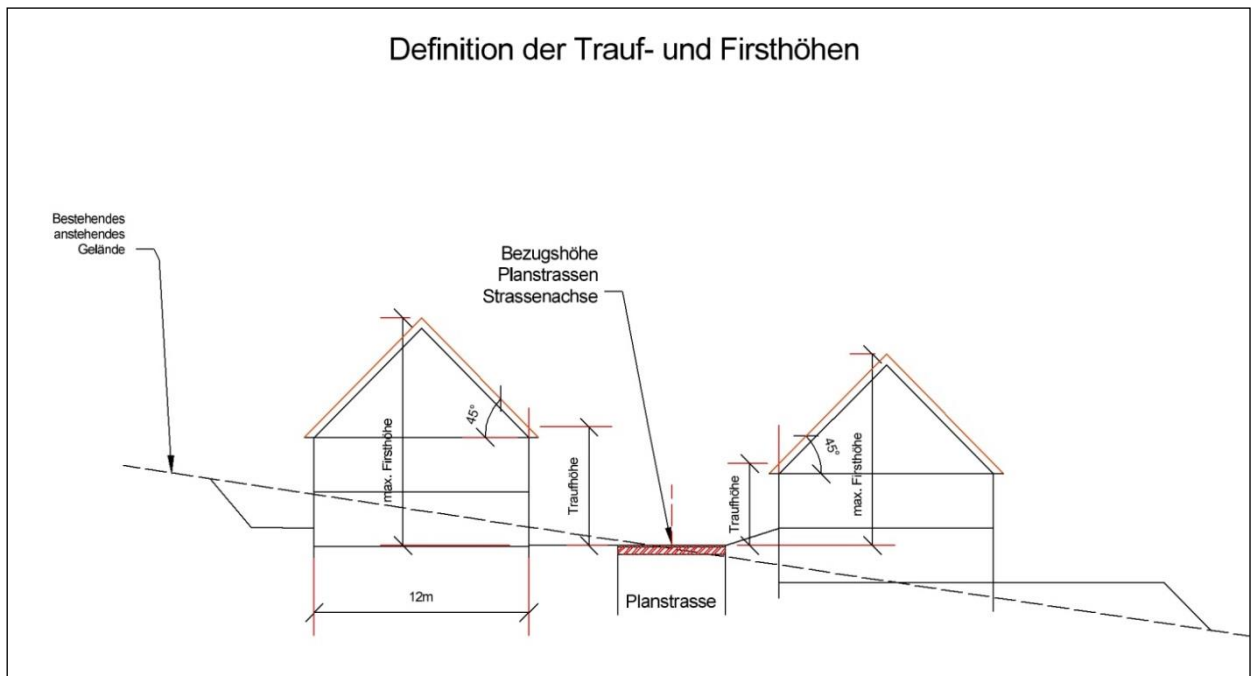 Definition der Trauf- und Firsthöhen
Bestehendes
anstehendes
Gelände
Bezugshöhe
Planstrassen
Strassenachse
45°
max. Firsthöhe
Traufhöhe
Traufhöhe
45°
max. Firsthöhe
12m
Planstrasse